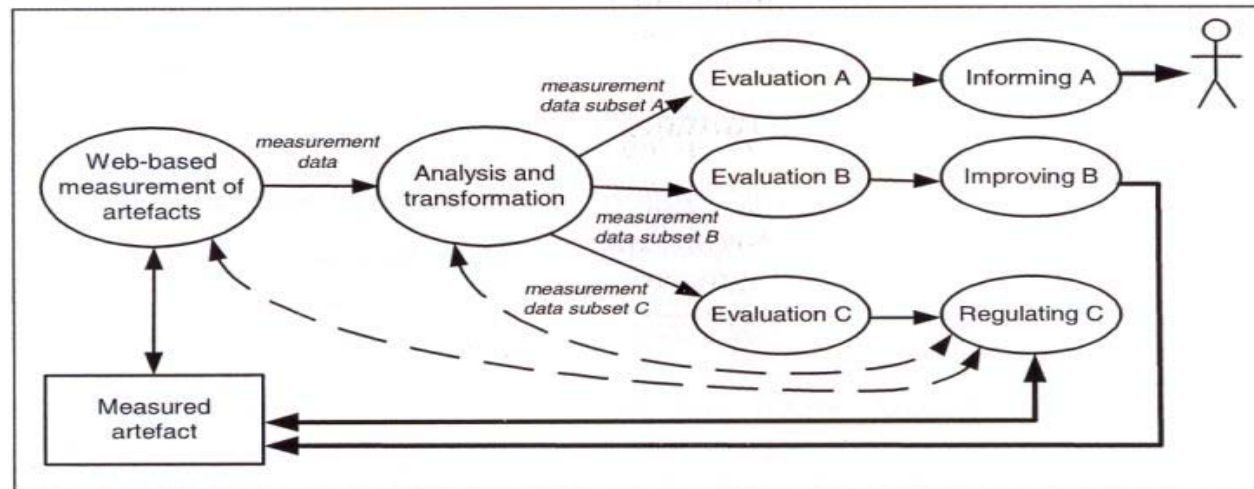 Web-based
measurement of
artefacts
measurement
data
Analysis and
transformation
measurement
data subset A
Evaluation A
Informing A
Evaluation B
Improving B
measurement
data subset B
measurement
data subset C
Evaluation C
Regulating C
Measured
artefact